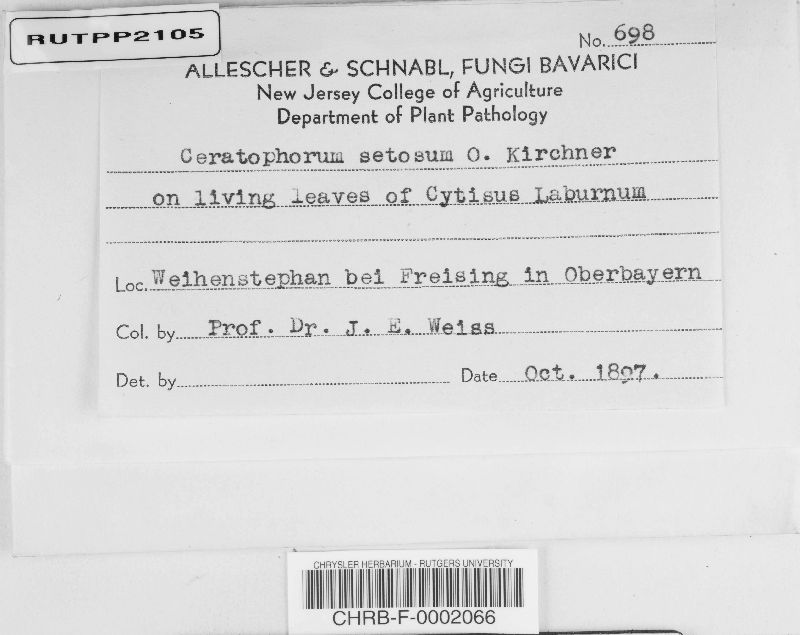 RUTPP2105
No. 698
ALLESCHER & SCHNABL, FUNGI BAVARICI
New Jersey College of Agriculture
Department of Plant Pathology
Ceratophorum setosum O. Kirchner
on living leaves of Cytisus Laburnum
Loc. Weihenstephan bei Freising in Oberbayern
Col. by Prof. Dr. J. E. Weiss
Det. by
Date Oct. 1897.
CHRYSLER HERBARIUM - RUTGERS UNIVERSITY
CHRB-F-0002066